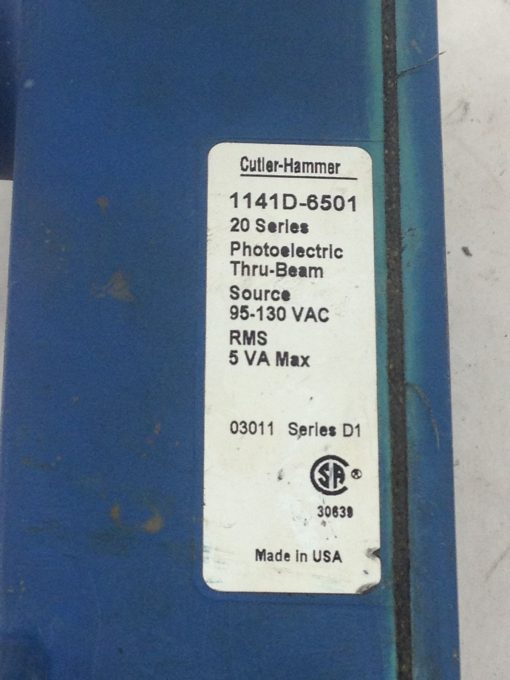 Cutler-Hammer
1141D-6501
20 Series
Photoelectric
Thru-Beam
Source
95-130 VAC
RMS
5 VA Max
03011 Series D1
SA ®
30639
Made in USA